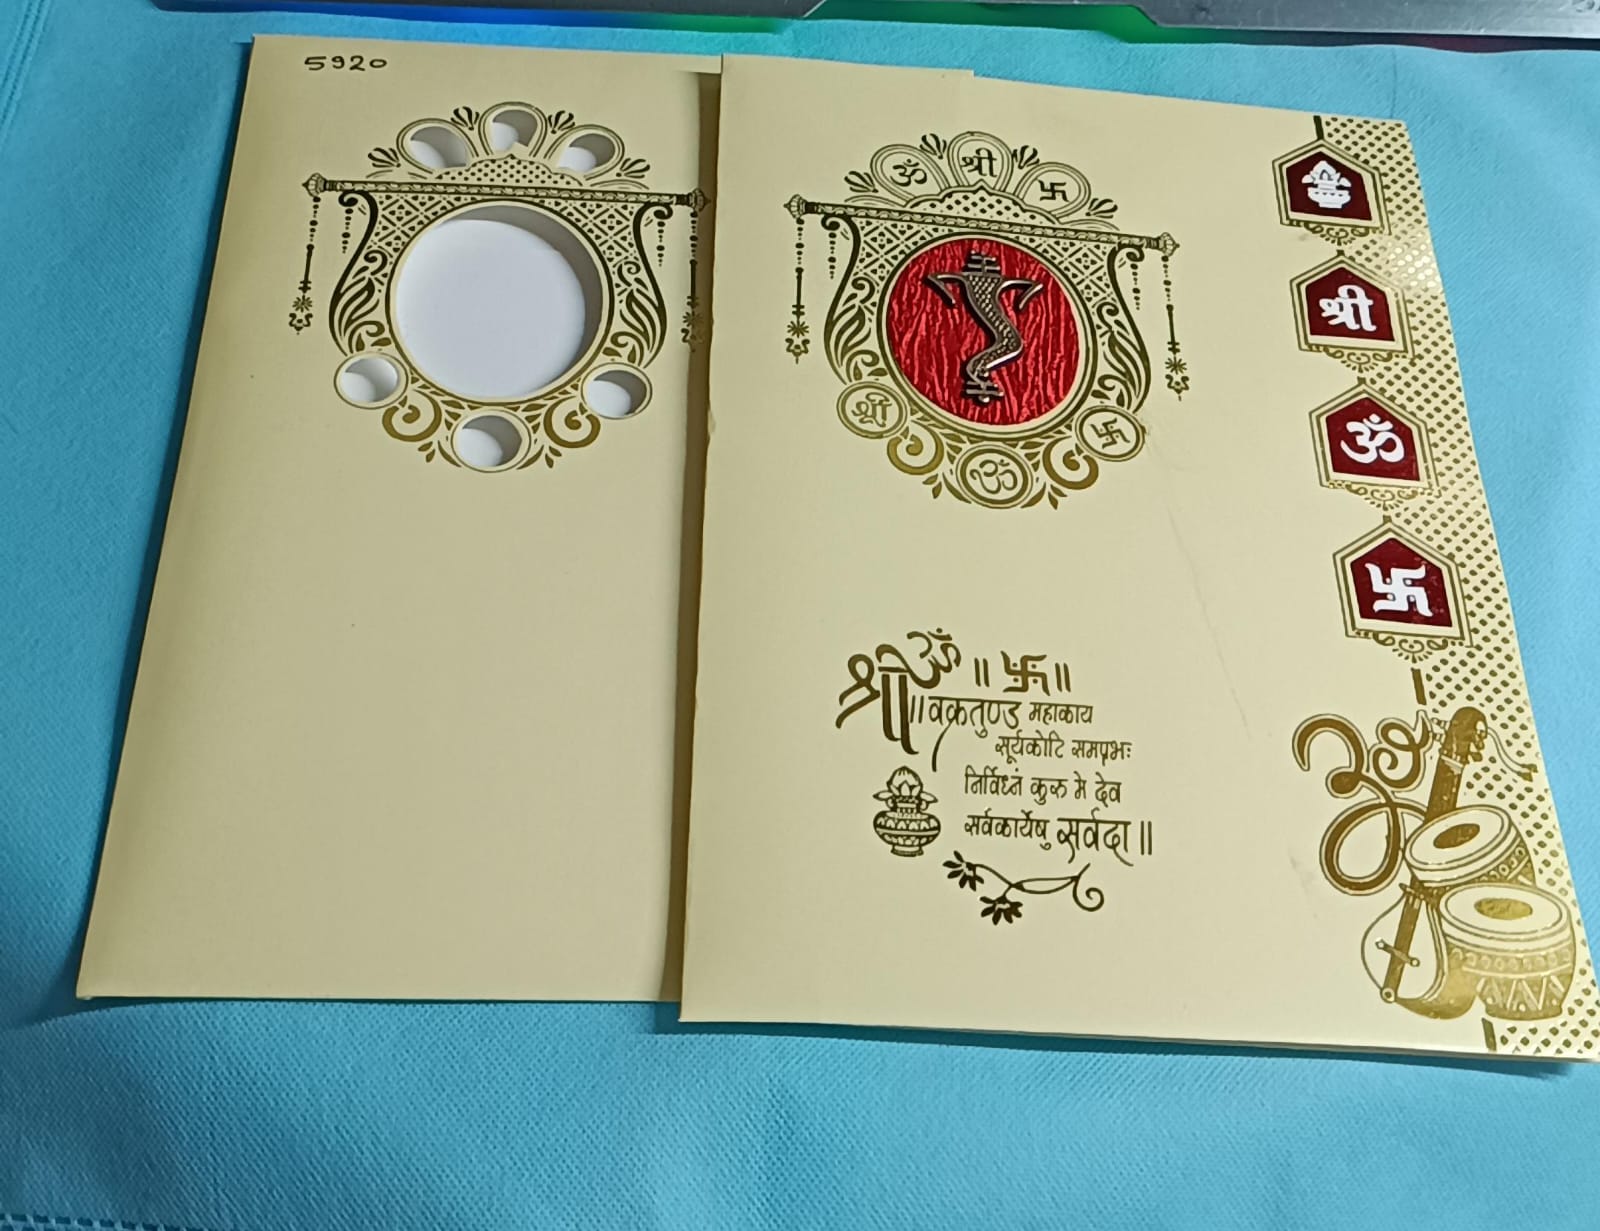 5920
ॐ श्री 卐
श्री ॐ 卐
श्री
ॐ
卐
श्री ॐ ॥ 卐 ॥
॥ वक्रतुण्ड महाकाय
सूर्यकोटि समप्रभः
निर्विघ्नं कुरु मे देव
सर्वकार्येषु सर्वदा ॥